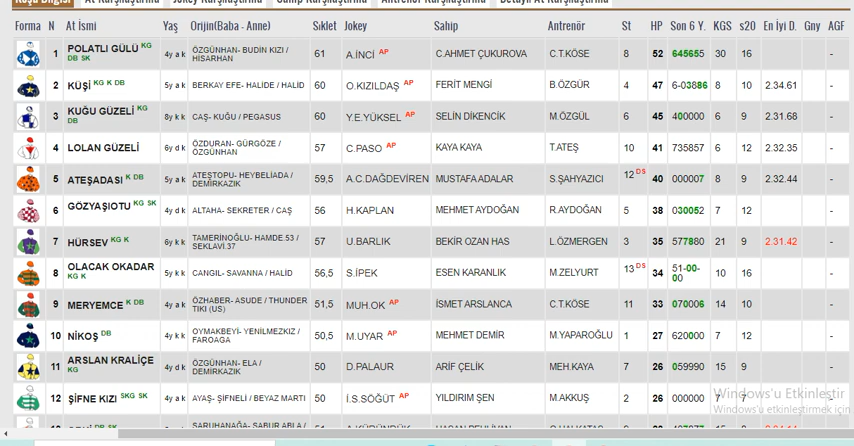 Koşu Bilgisi At Karşılaştırma Jokey Karşılaştırma Sahip Karşılaştırma Antrenör Karşılaştırma Detaylı At Karşılaştırma
Forma N At İsmi Yaş Orijin(Baba - Anne) Sıklet Jokey Sahip Antrenör St HP Son 6 Y. KGS s20 En İyi D. Gny AGF
1 POLATLI GÜLÜ KG DB SK 4y a k ÖZGÜNHAN- BUDİN KIZI / HİSARHAN 61 A.İNCİ AP C.AHMET ÇUKUROVA C.T.KÖSE 8 52 645655 30 16 -
2 KÜŞİ KG K DB 5y a k BERKAY EFE- HALİDE / HALİD 60 O.KIZILDAŞ AP FERİT MENGİ B.ÖZGÜR 4 47 6-03886 8 10 2.34.61 -
3 KUĞU GÜZELİ KG DB 8y k k CAŞ- KUĞU / PEGASUS 60 Y.E.YÜKSEL AP SELİN DİKENCİK M.ÖZGÜL 6 45 400000 6 9 2.31.68 -
4 LOLAN GÜZELİ 6y d k ÖZDURAN- GÜRGÖZE / ÖZGÜNHAN 57 C.PASO AP KAYA KAYA T.ATEŞ 10 41 735857 6 12 2.32.35 -
5 ATEŞADASI K DB 5y a k ATEŞTOPU- HEYBELİADA / DEMİRKAZIK 59,5 A.C.DAĞDEVİREN MUSTAFA ADALAR S.ŞAHYAZICI 12 DS 40 000007 8 9 2.32.44 -
6 GÖZYAŞIOTU KG SK 4y d k ALTAHA- SEKRETER / CAŞ 56 H.KAPLAN MEHMET AYDOĞAN R.AYDOĞAN 5 38 030052 7 12 -
7 HÜRSEV KG K 6y k k TAMERİNOĞLU- HAMDE.53 / SEKLAVİ.37 57 U.BARLIK BEKİR OZAN HAS L.ÖZMERGEN 3 35 577880 21 9 2.31.42 -
8 OLACAK OKADAR KG K 5y k k CANGIL- SAVANNA / HALİD 56,5 S.İPEK ESEN KARANLIK M.ZELYURT 13 DS 34 51-00-00 10 16 -
9 MERYEMCE K DB 4y a k ÖZHABER- ASUDE / THUNDER TIKI (US) 51,5 MUH.OK AP İSMET ARSLANCA C.T.KÖSE 11 33 070006 14 10 -
10 NİKOŞ DB 4y k k OYMAKBEYİ- YENİLMEZKIZ / FAROAGA 50,5 M.UYAR AP MEHMET DEMİR M.YAPAROĞLU 1 27 620000 7 12 -
11 ARSLAN KRALİÇE KG 4y d k ÖZGÜNHAN- ELA / DEMİRKAZIK 50 D.PALAUR ARİF ÇELİK MEH.KAYA 7 26 059990 15 9 -
12 ŞİFNE KIZI SKG SK 4y a k AYAŞ- ŞİFNELİ / BEYAZ MARTI 50 İ.S.SÖĞÜT AP YILDIRIM ŞEN M.AKKUŞ 2 26 000000 7 7 -
Windows'u Etkinleştir
Windows'u etkinleştirmek için